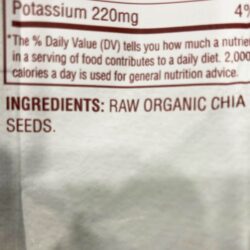 Potassium 220mg 4%
*The % Daily Value (DV) tells you how much a nutrie
in a serving of food contributes to a daily diet. 2,000
calories a day is used for general nutrition advice.
INGREDIENTS: RAW ORGANIC CHIA
SEEDS.